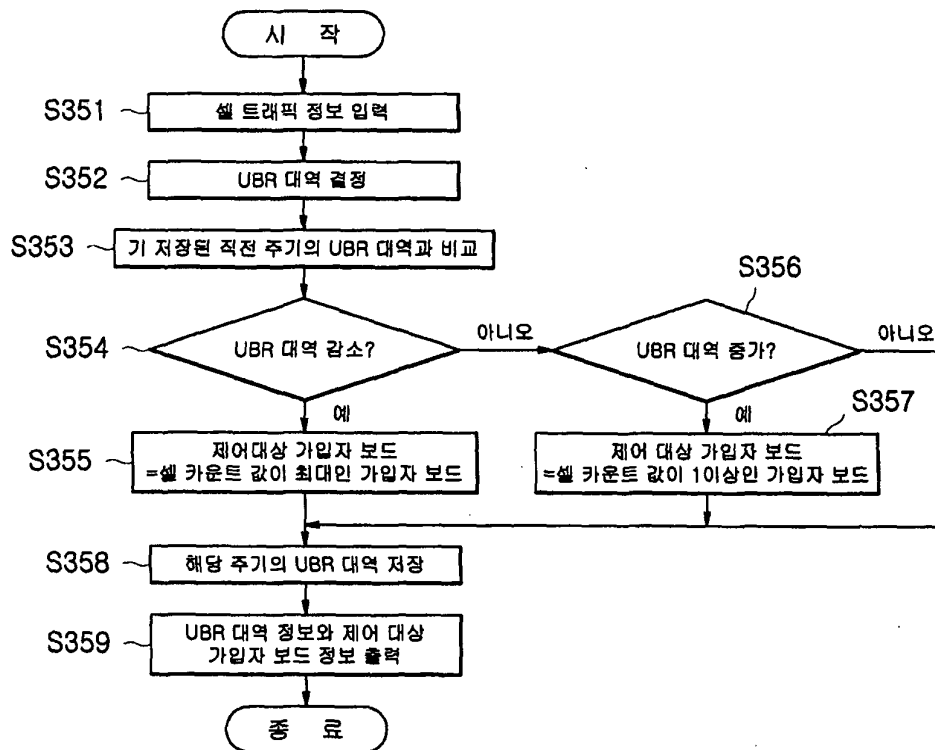 시 작
S351
셀 트래픽 정보 입력
S352
UBR 대역 결정
S353
기 저장된 직전 주기의 UBR 대역과 비교
S354
UBR 대역 감소?
아니오
S356
UBR 대역 증가?
아니오
예
S355
제어대상 가입자 보드
=셀 카운트 값이 최대인 가입자 보드
예
S357
제어 대상 가입자 보드
=셀 카운트 값이 1이상인 가입자 보드
S358
해당 주기의 UBR 대역 저장
S359
UBR 대역 정보와 제어 대상
가입자 보드 정보 출력
종 료